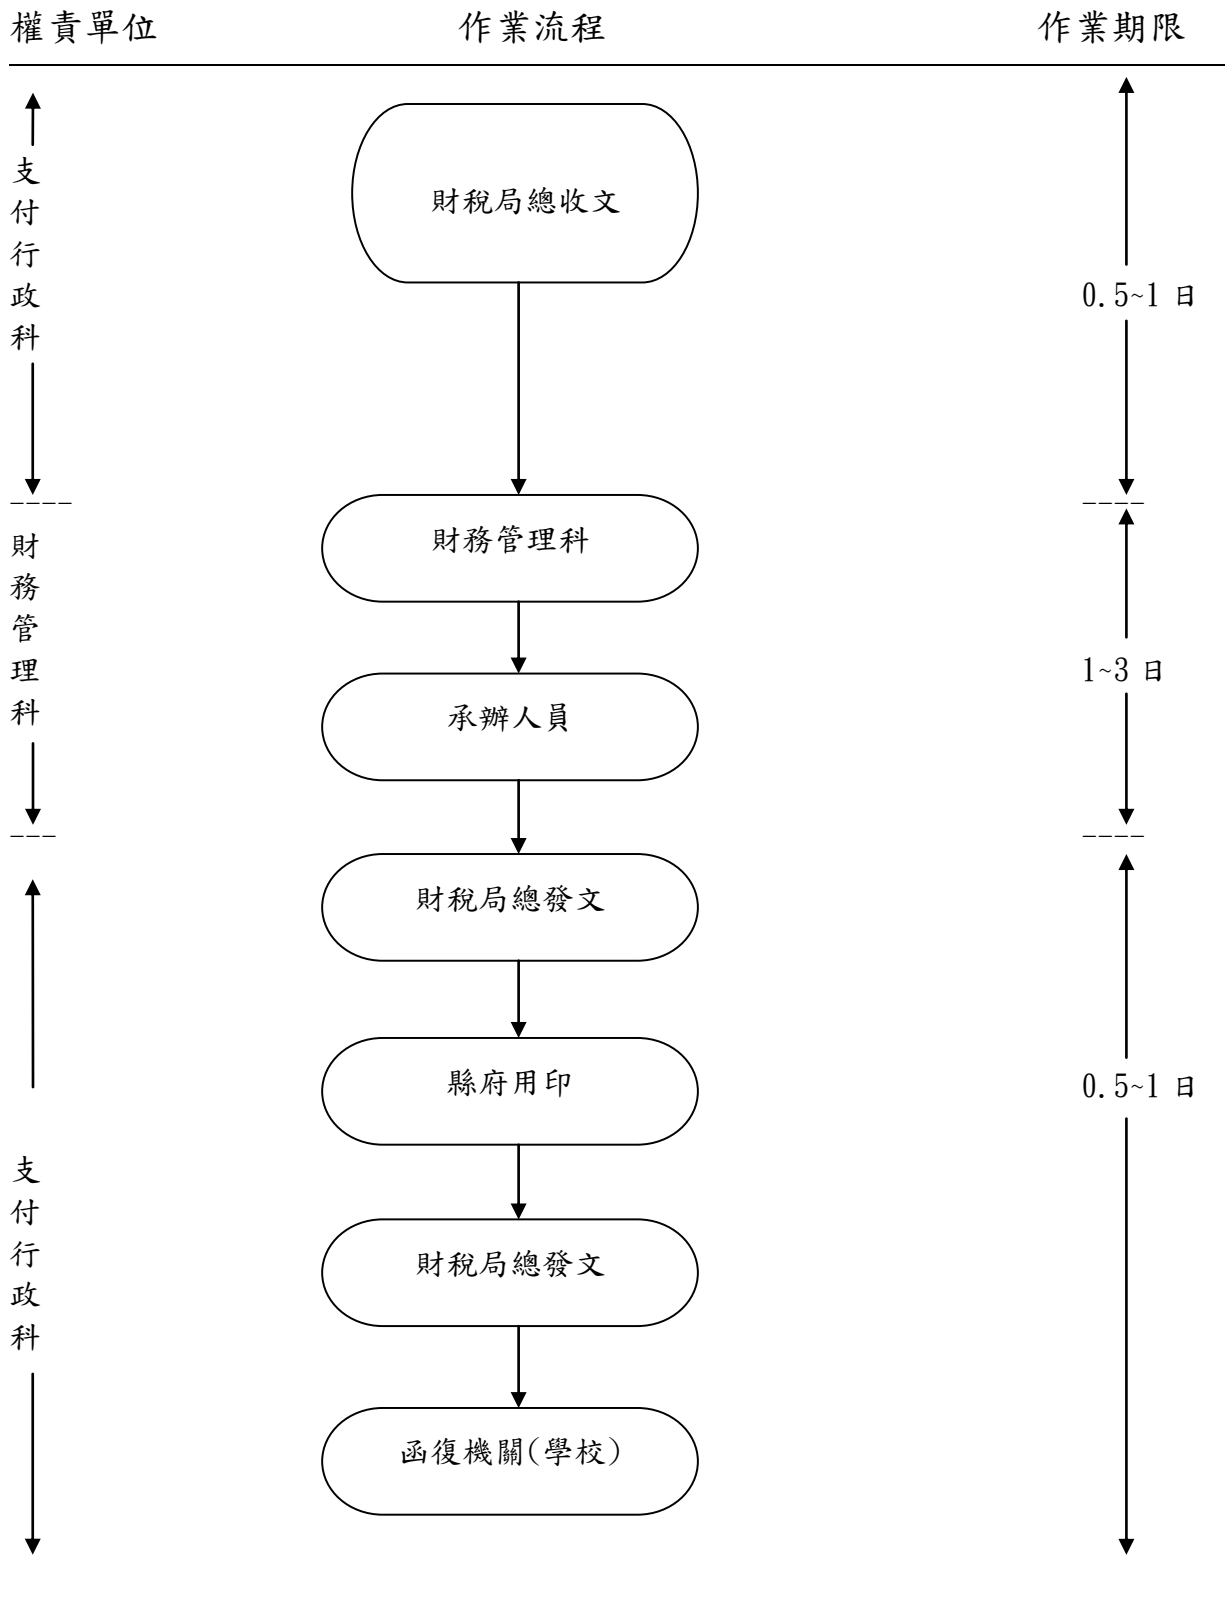 權責單位 作業流程 作業期限
支付行政科
財稅局總收文
0.5~1 日
----
----
財務管理科
財務管理科
承辦人員
1~3 日
---
----
財稅局總發文
縣府用印
0.5~1 日
支付行政科
財稅局總發文
函復機關(學校)